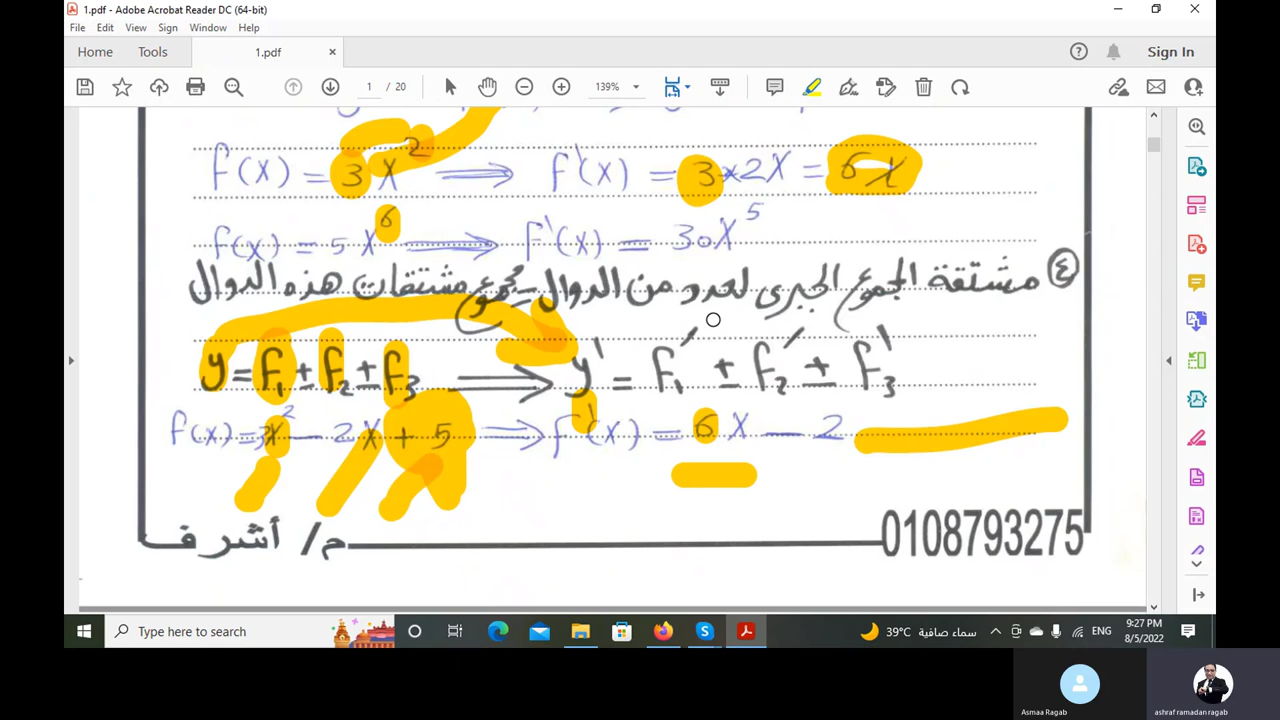 1.pdf - Adobe Acrobat Reader DC (64-bit)
File Edit View Sign Window Help
Home Tools 1.pdf × Sign In
1 / 20 139%
f(x) = 3x² ⟹ f'(x) = 3×2x = 6x
f(x) = 5x⁶ ⟹ f'(x) = 30x⁵
٤ مشتقة الجموع الجبرى لعدد من الدوال = مجموع مشتقات هذه الدوال
y = f₁ ± f₂ ± f₃ ⟹ y' = f₁' ± f₂' ± f₃'
f(x) = 3x² - 2x + 5 ⟹ f'(x) = 6x - 2
م/ أشرف
0108793275
Type here to search
39°C سماء صافية
ENG
9:27 PM
8/5/2022
Asmaa Ragab
ashraf ramadan ragab